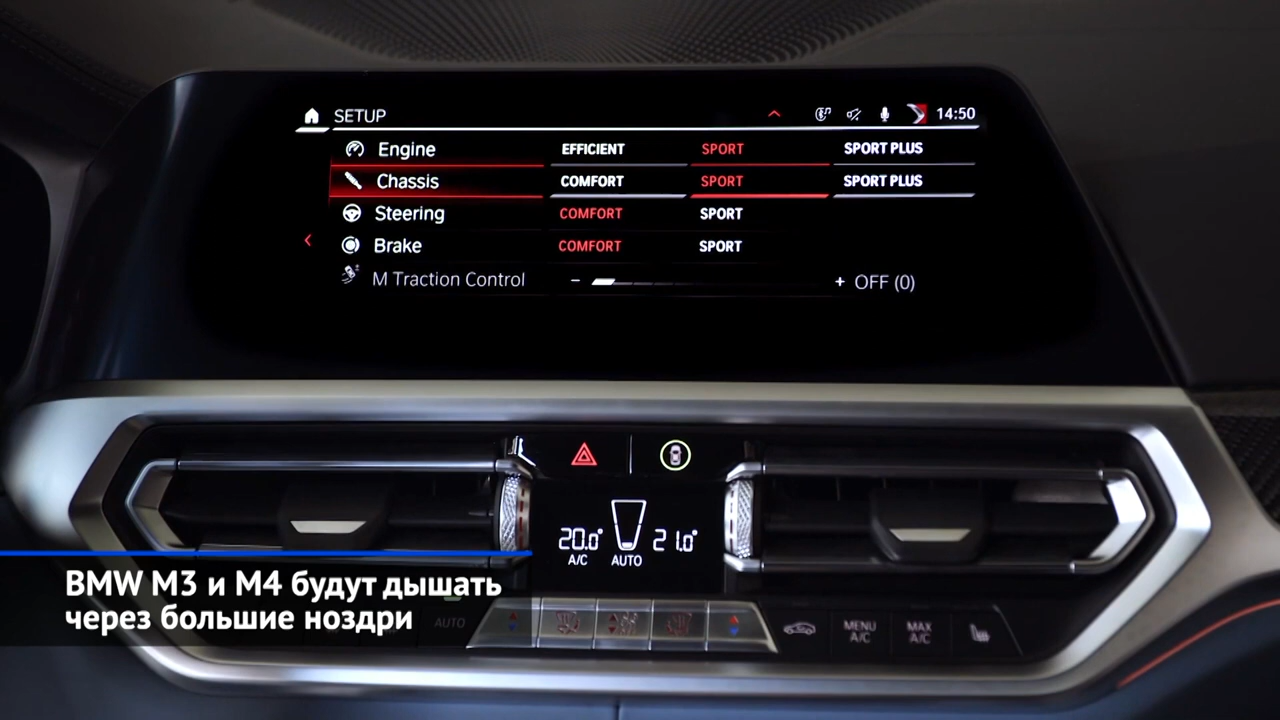 SETUP 14:50
Engine EFFICIENT SPORT SPORT PLUS
Chassis COMFORT SPORT SPORT PLUS
Steering COMFORT SPORT
Brake COMFORT SPORT
M Traction Control − + OFF (0)
20.0° 21.0°
A/C AUTO
BMW M3 и M4 будут дышать
через большие ноздри
AUTO MENU A/C MAX A/C